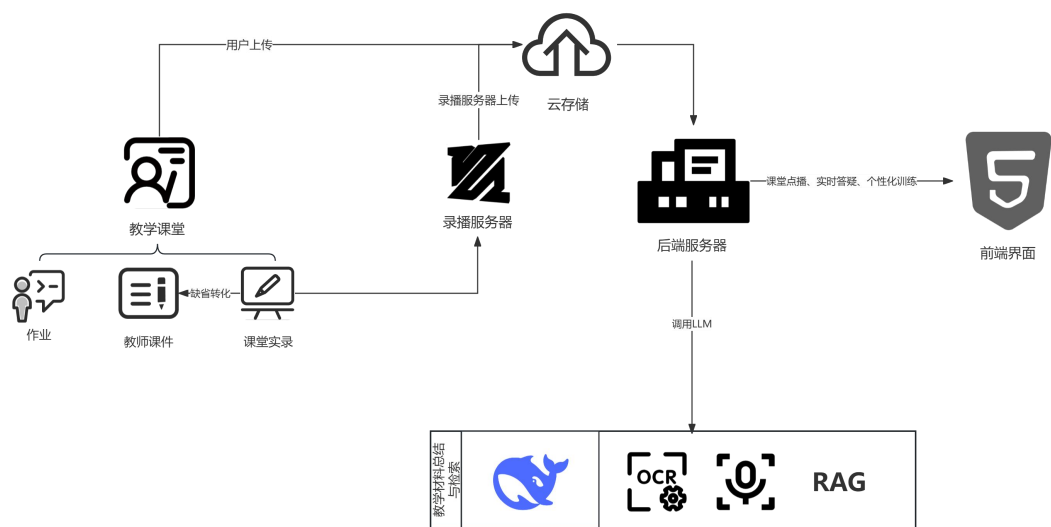 用户上传
录播服务器上传
云存储
教学课堂
录播服务器
后端服务器
课堂点播、实时答疑、个性化训练
5
前端界面
作业
教师课件
缺省转化
课堂实录
调用LLM
教学材料总结
与检索
OCR
RAG